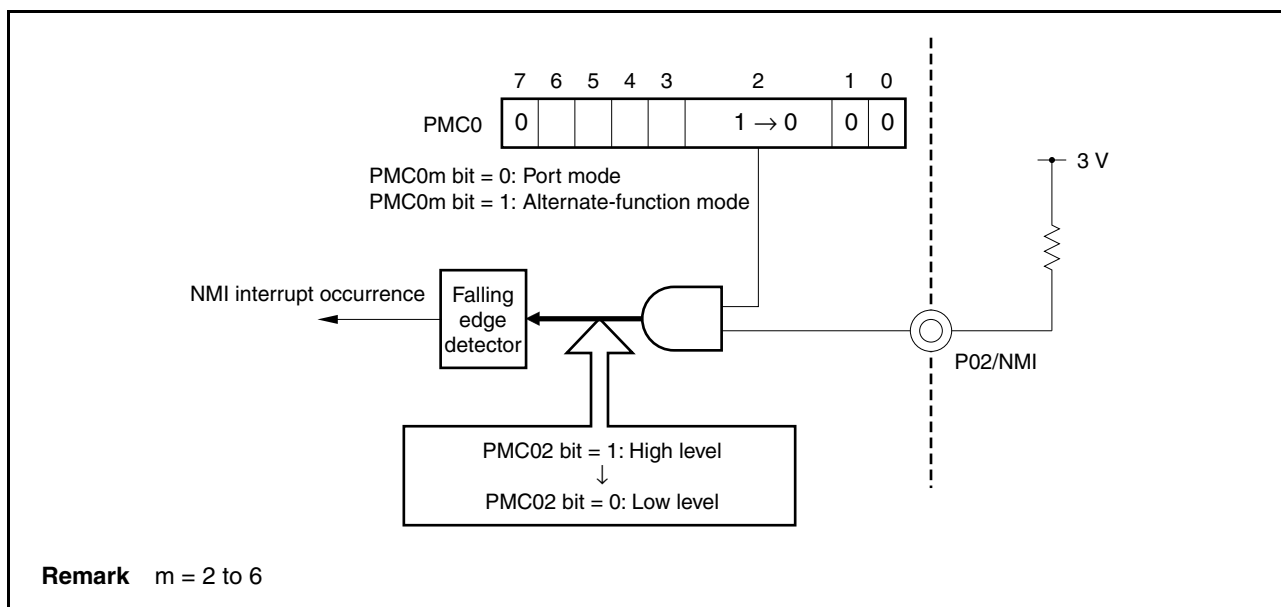 7 6 5 4 3 2 1 0
PMC0 0 1 → 0 0 0
3 V
PMC0m bit = 0: Port mode
PMC0m bit = 1: Alternate-function mode
NMI interrupt occurrence
Falling
edge
detector
P02/NMI
PMC02 bit = 1: High level
↓
PMC02 bit = 0: Low level
Remark m = 2 to 6